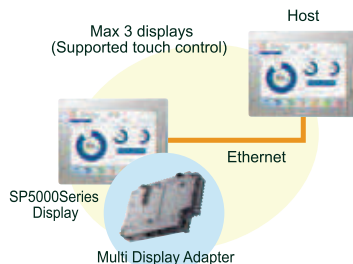 Host
Max 3 displays
(Supported touch control)
Ethernet
SP5000Series
Display
Multi Display Adapter